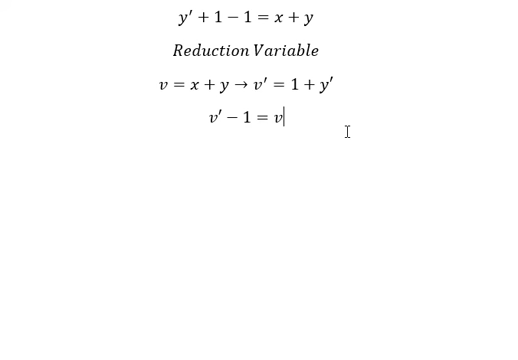 y′ + 1 − 1 = x + y
Reduction Variable
v = x + y → v′ = 1 + y′
v′ − 1 = v